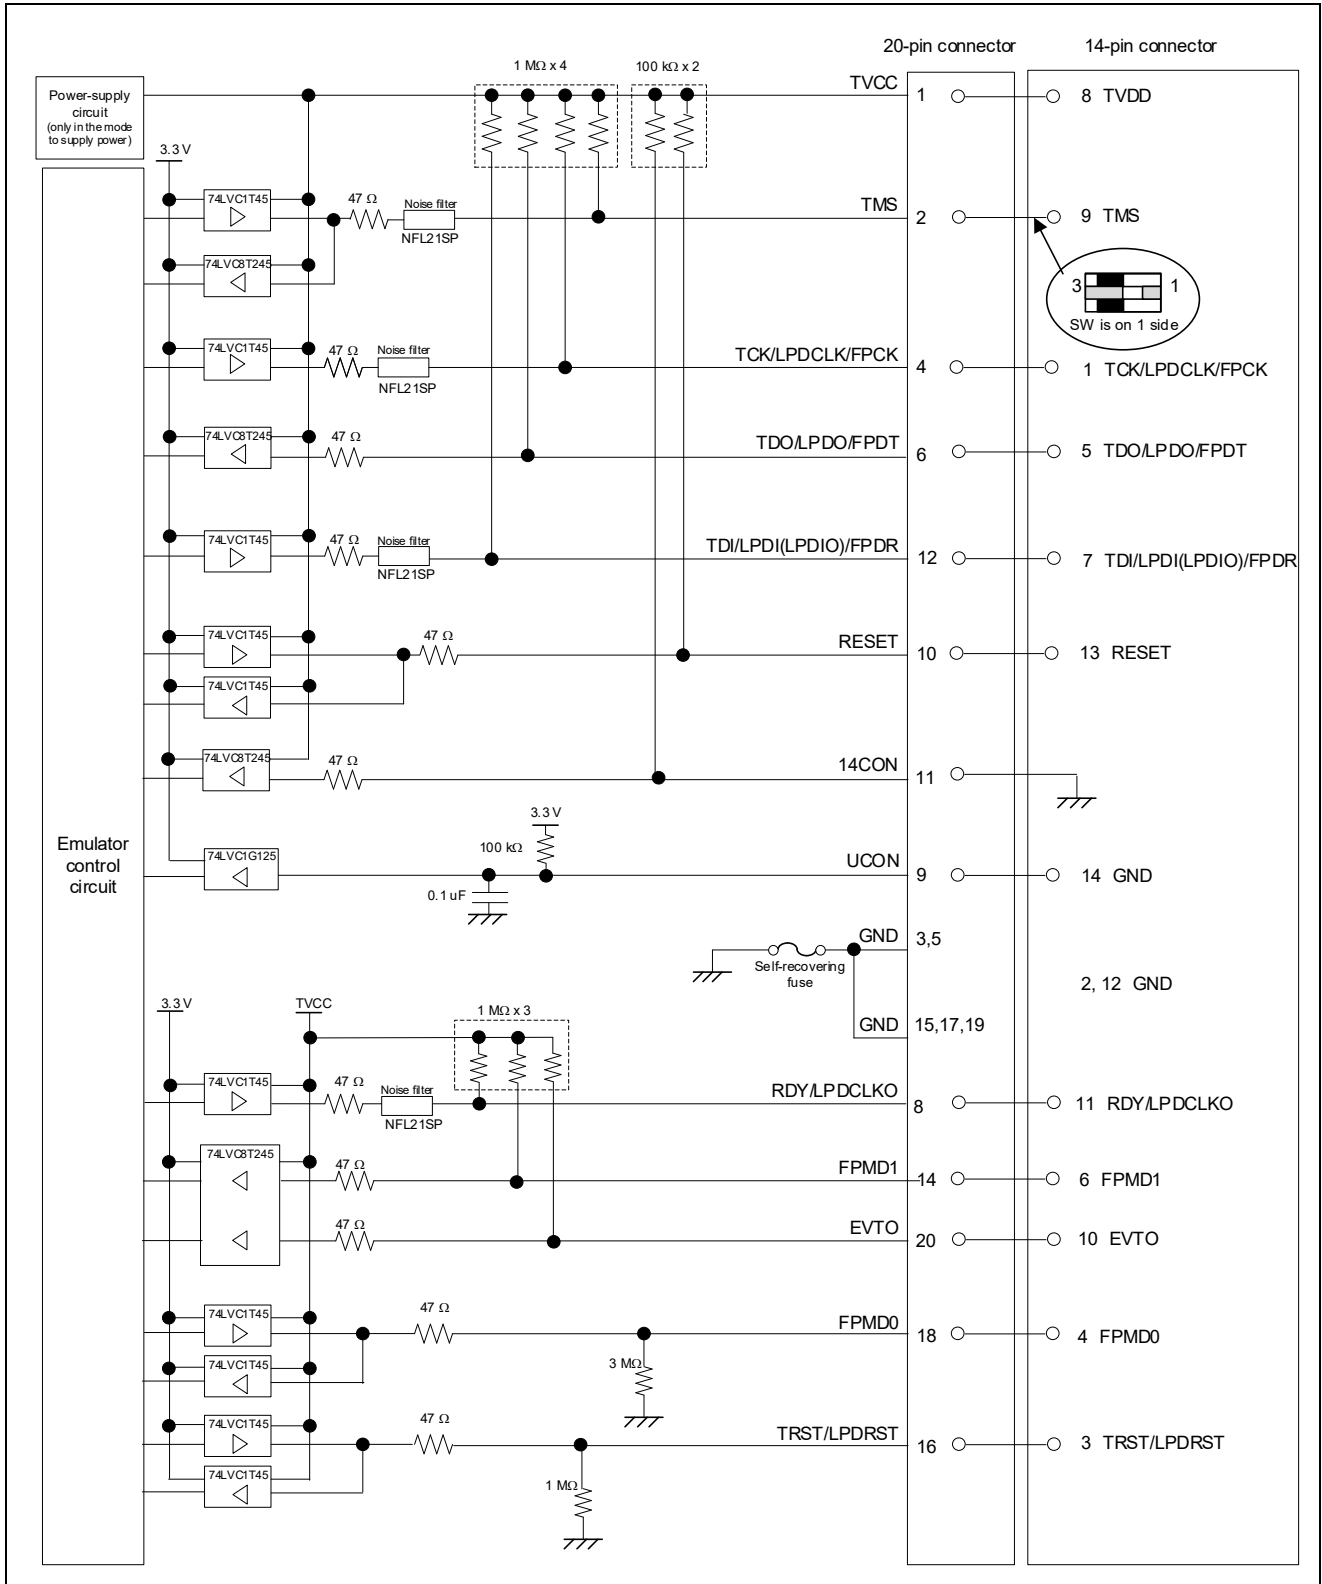 20-pin connector
14-pin connector
1 MΩ x 4
100 kΩ x 2
Power-supply
circuit
(only in the mode
to supply power)
TVCC
1
8 TVDD
3.3 V
74LVC1T45
47 Ω
Noise filter
NFL21SP
TMS
2
9 TMS
74LVC8T245
3
1
SW is on 1 side
74LVC1T45
47 Ω
Noise filter
NFL21SP
TCK/LPDCLK/FPCK
4
1 TCK/LPDCLK/FPCK
74LVC8T245
47 Ω
TDO/LPDO/FPDT
6
5 TDO/LPDO/FPDT
74LVC1T45
47 Ω
Noise filter
NFL21SP
TDI/LPDI(LPDIO)/FPDR
12
7 TDI/LPDI(LPDIO)/FPDR
74LVC1T45
47 Ω
RESET
10
13 RESET
74LVC1T45
74LVC8T245
47 Ω
14CON
11
Emulator
control
circuit
3.3 V
100 kΩ
74LVC1G125
0.1 uF
UCON
9
14 GND
GND
3,5
Self-recovering
fuse
2, 12 GND
GND
15,17,19
3.3 V
TVCC
1 MΩ x 3
74LVC1T45
47 Ω
Noise filter
NFL21SP
RDY/LPDCLKO
8
11 RDY/LPDCLKO
74LVC8T245
47 Ω
FPMD1
14
6 FPMD1
47 Ω
EVTO
20
10 EVTO
74LVC1T45
47 Ω
FPMD0
18
4 FPMD0
74LVC1T45
3 MΩ
74LVC1T45
47 Ω
TRST/LPDRST
16
3 TRST/LPDRST
74LVC1T45
1 MΩ